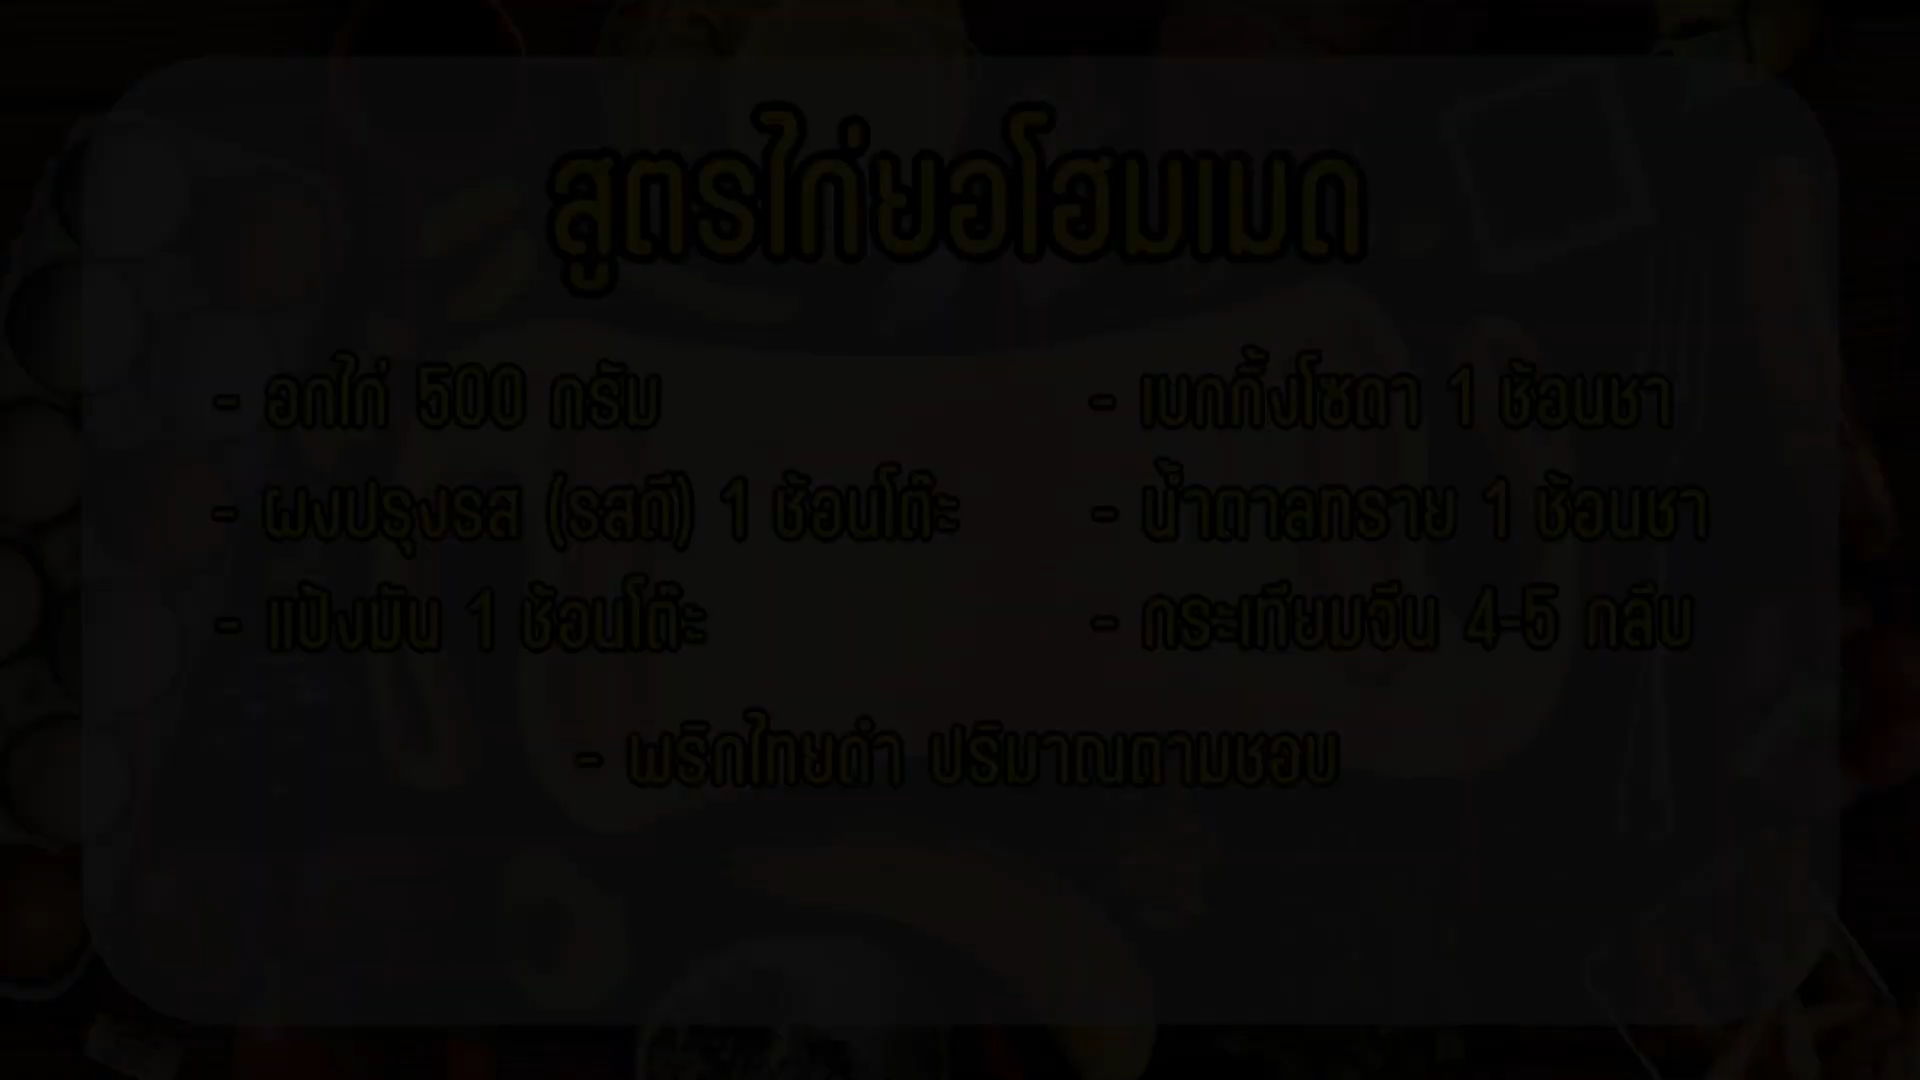 สูตรไก่ยอโฮมเมด
- อกไก่ 500 กรัม
- ผงปรุงรส (รสดี) 1 ช้อนโต๊ะ
- แป้งมัน 1 ช้อนโต๊ะ
- เบกกิ้งโซดา 1 ช้อนชา
- น้ำตาลทราย 1 ช้อนชา
- กระเทียมจีน 4-5 กลีบ
- พริกไทยดำ ปริมาณตามชอบ